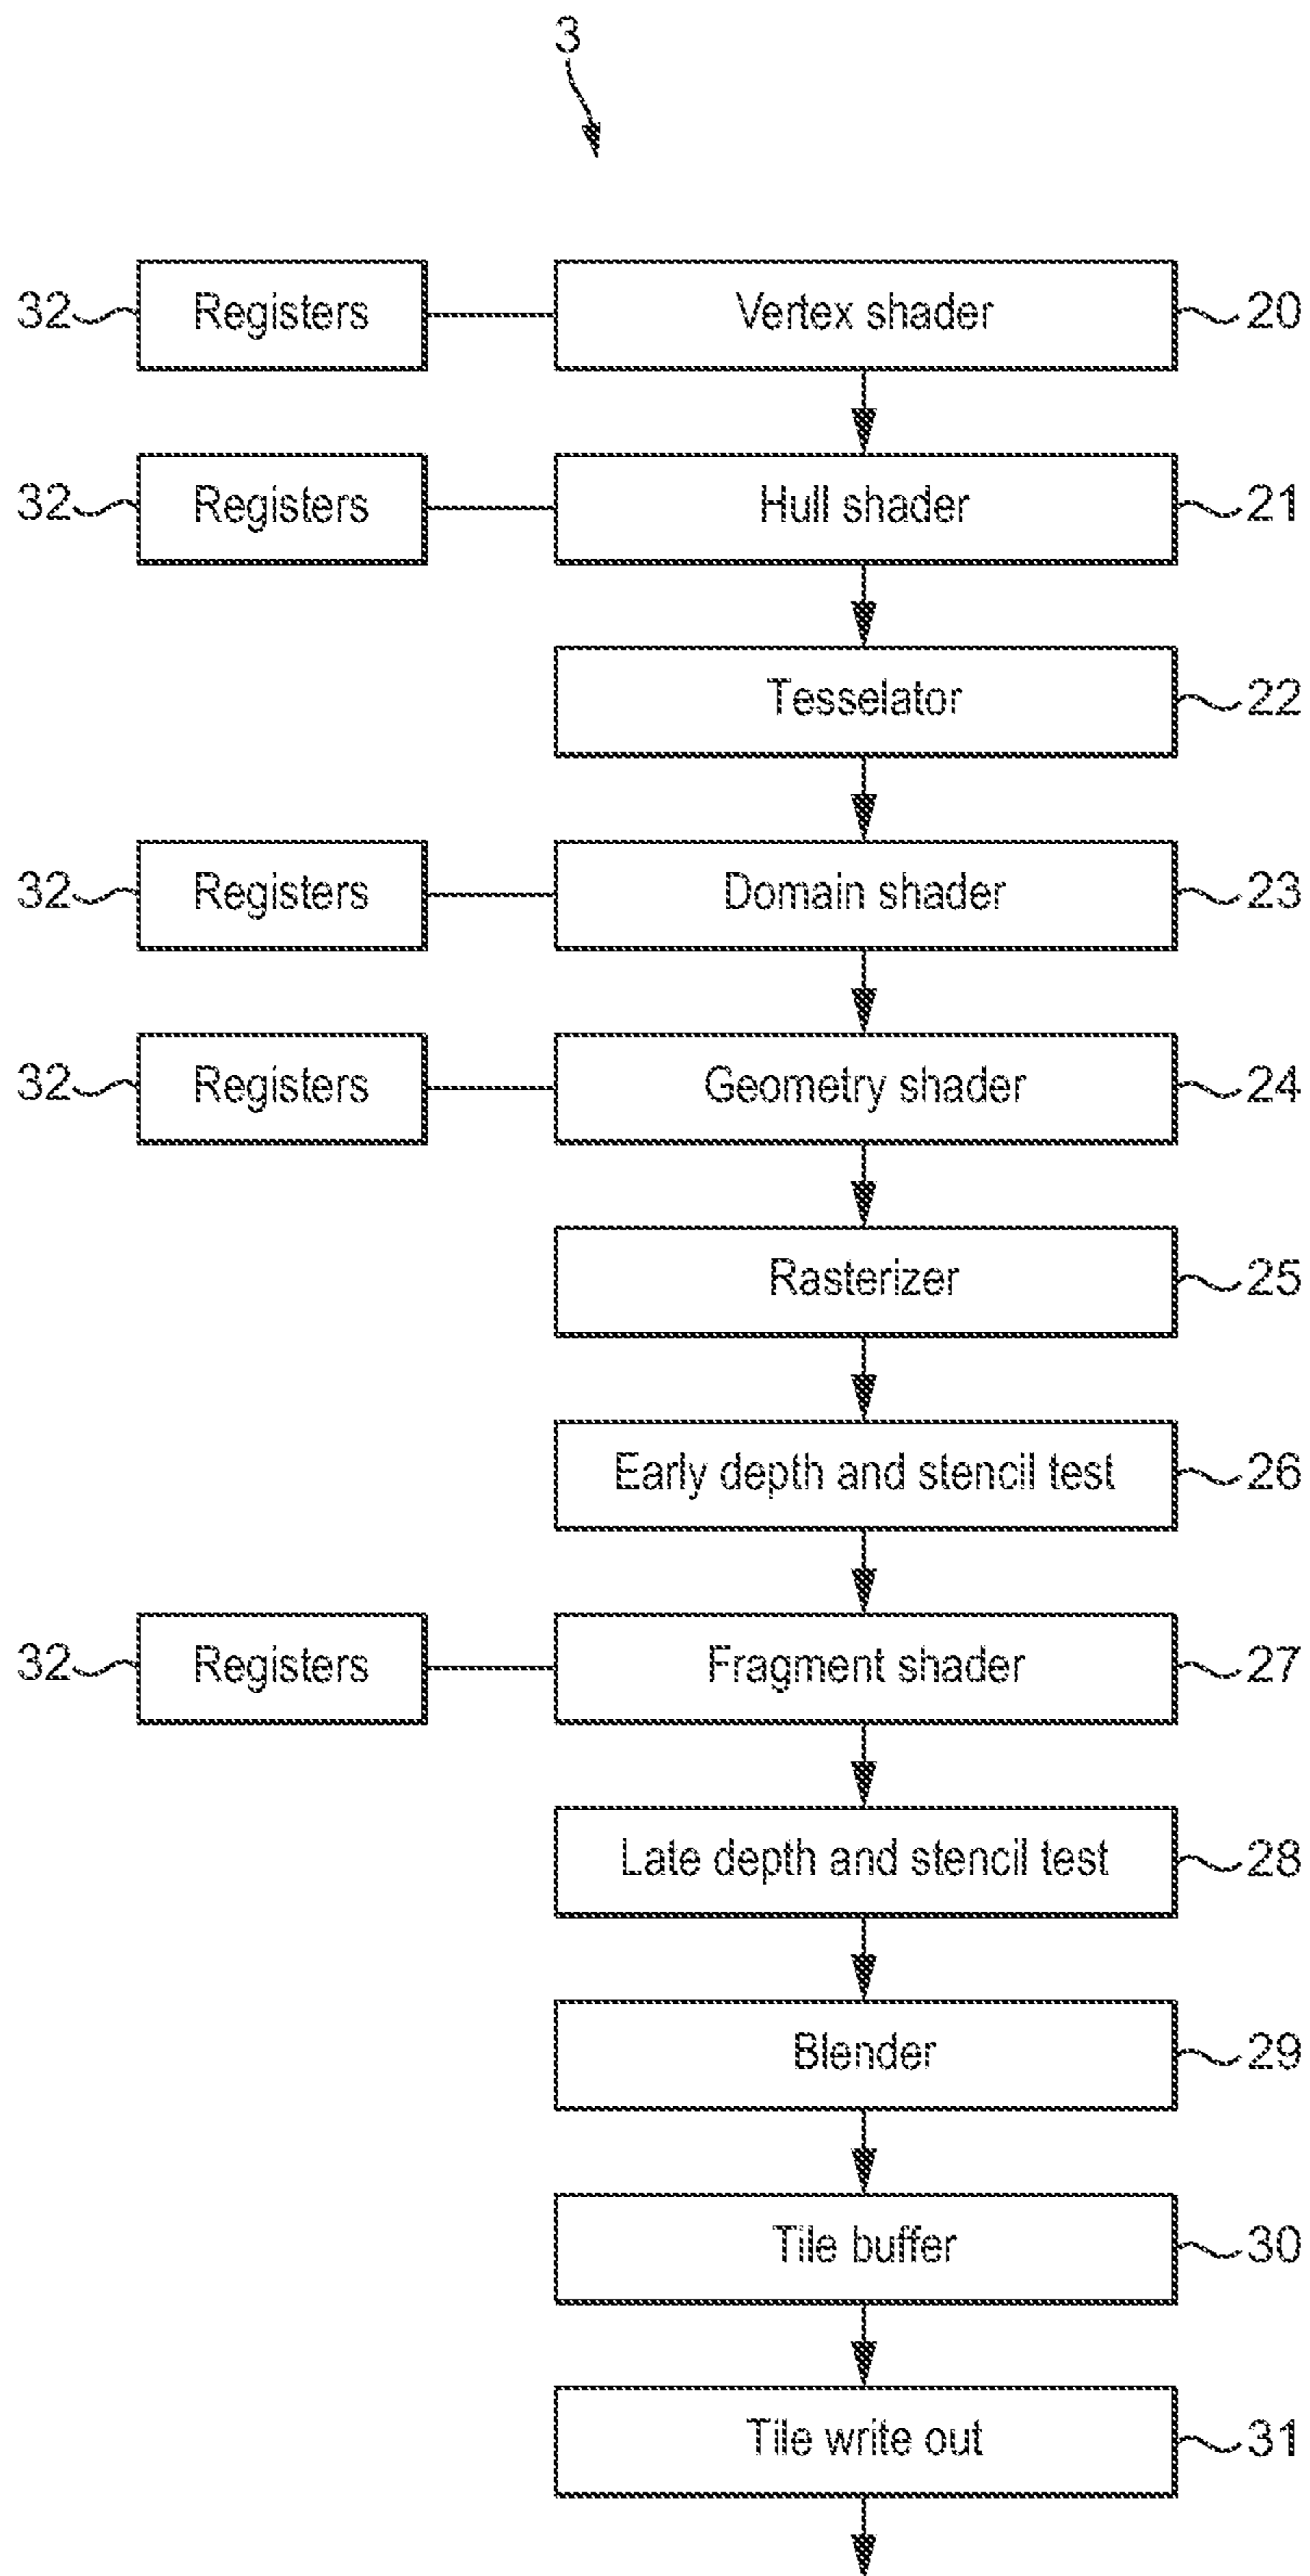 3
32 Registers Vertex shader 20
32 Registers Hull shader 21
Tesselator 22
32 Registers Domain shader 23
32 Registers Geometry shader 24
Rasterizer 25
Early depth and stencil test 26
32 Registers Fragment shader 27
Late depth and stencil test 28
Blender 29
Tile buffer 30
Tile write out 31